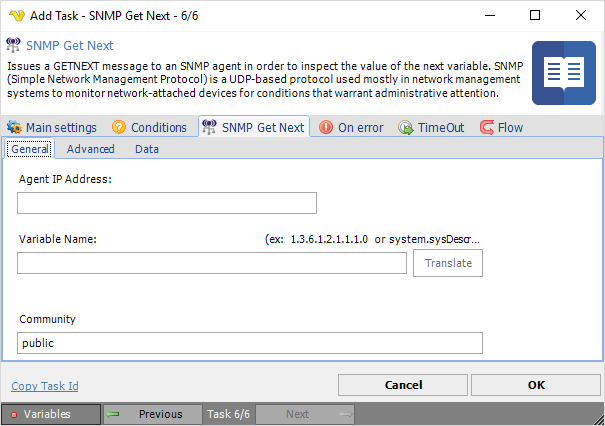 Add Task - SNMP Get Next - 6/6
SNMP Get Next
Issues a GETNEXT message to an SNMP agent in order to inspect the value of the next variable. SNMP
(Simple Network Management Protocol) is a UDP-based protocol used mostly in network management
systems to monitor network-attached devices for conditions that warrant administrative attention.
Main settings Conditions SNMP Get Next On error TimeOut Flow
General Advanced Data
Agent IP Address:
Variable Name: (ex: 1.3.6.1.2.1.1.1.0 or system.sysDescr...
Translate
Community
public
Copy Task Id Cancel OK
Variables Previous Task 6/6 Next